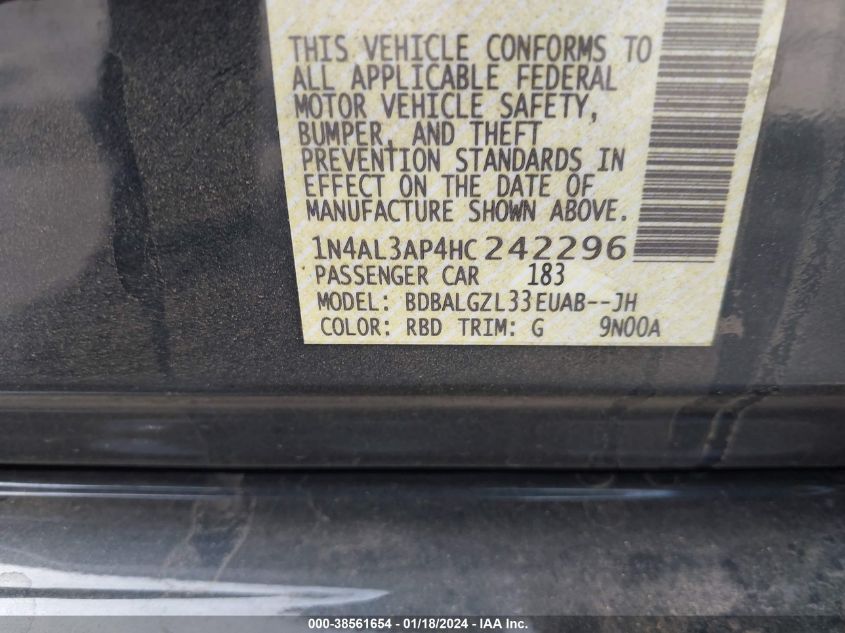 THIS VEHICLE CONFORMS TO
ALL APPLICABLE FEDERAL
MOTOR VEHICLE SAFETY,
BUMPER, AND THEFT
PREVENTION STANDARDS IN
EFFECT ON THE DATE OF
MANUFACTURE SHOWN ABOVE.
1N4AL3AP4HC242296
PASSENGER CAR 183
MODEL: BDBALGZL33EUAB--JH
COLOR: RBD TRIM: G 9N00A
000-38561654 - 01/18/2024 - IAA Inc.